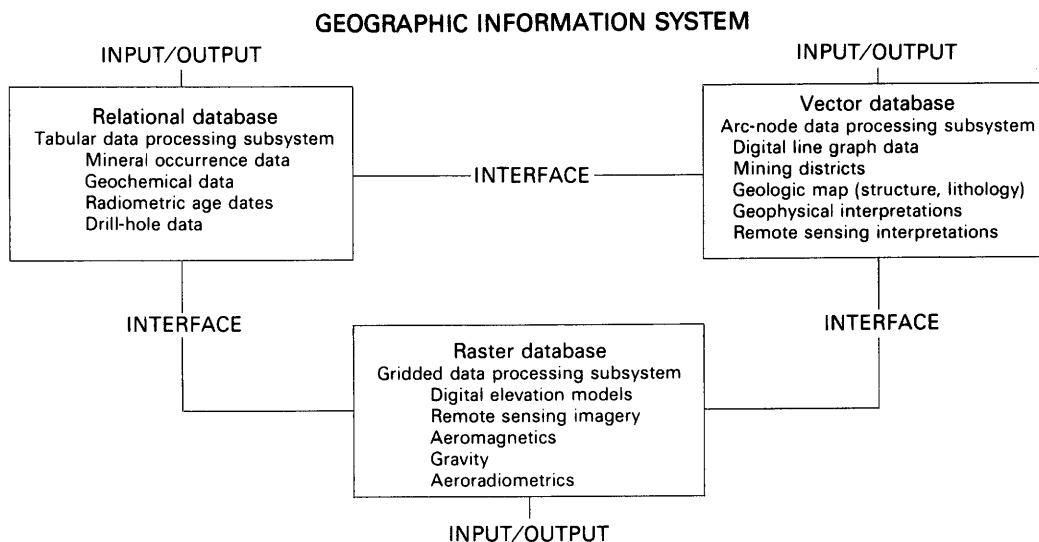 GEOGRAPHIC INFORMATION SYSTEM
INPUT/OUTPUT
Relational database
Tabular data processing subsystem
Mineral occurrence data
Geochemical data
Radiometric age dates
Drill-hole data
INTERFACE
INPUT/OUTPUT
Vector database
Arc-node data processing subsystem
Digital line graph data
Mining districts
Geologic map (structure, lithology)
Geophysical interpretations
Remote sensing interpretations
INTERFACE
INTERFACE
Raster database
Gridded data processing subsystem
Digital elevation models
Remote sensing imagery
Aeromagnetics
Gravity
Aeroradiometrics
INPUT/OUTPUT